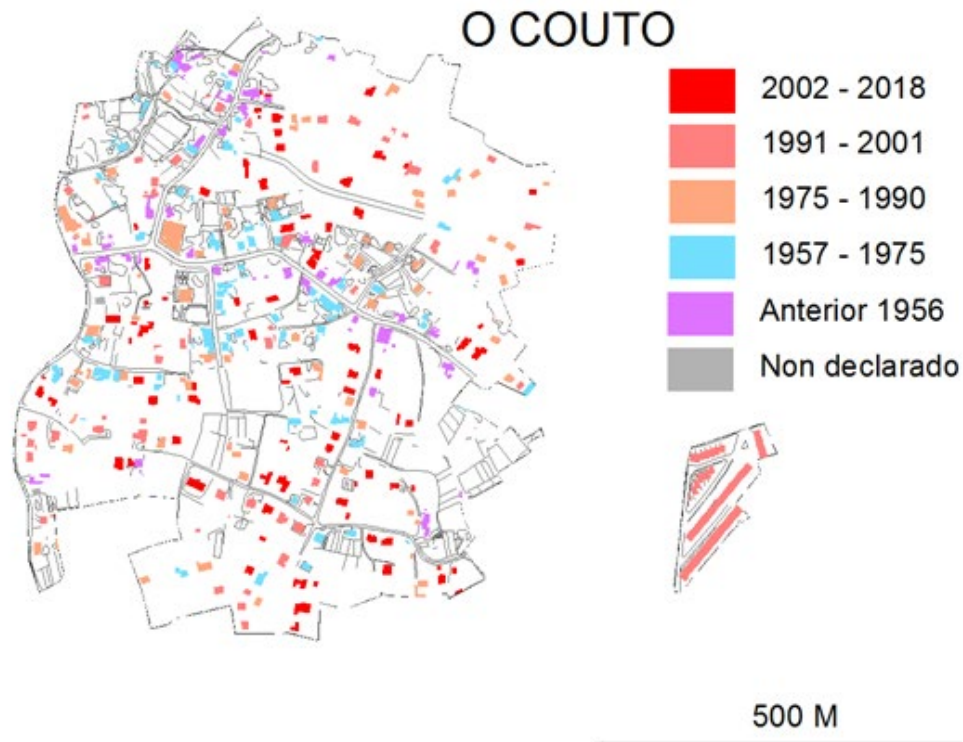 O COUTO
2002 - 2018
1991 - 2001
1975 - 1990
1957 - 1975
Anterior 1956
Non declarado
500 M